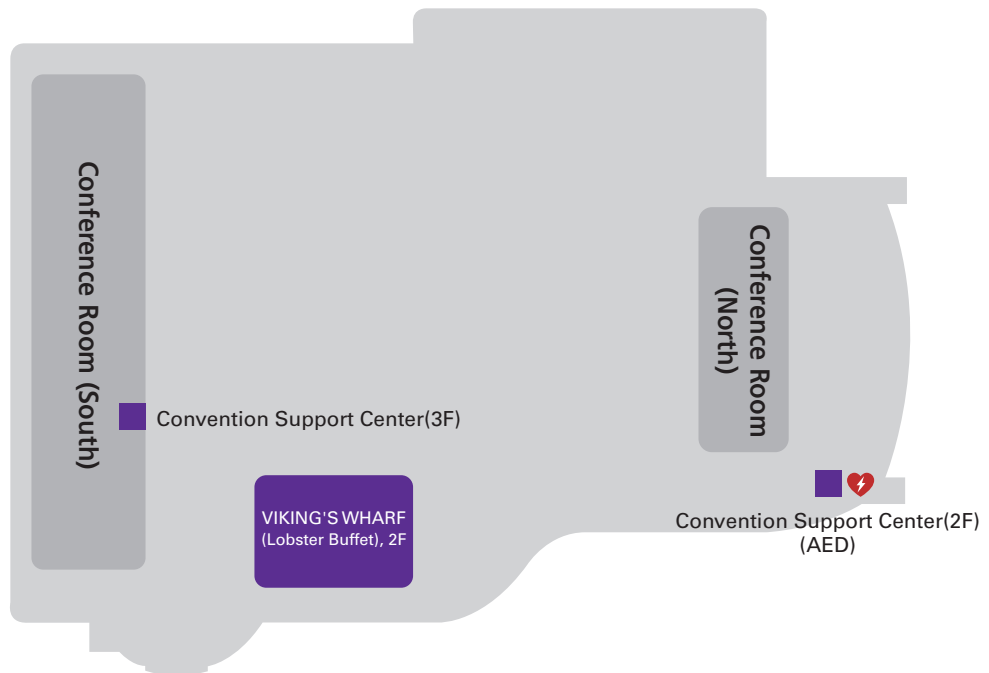 Conference Room (South)
Conference Room
(North)
Convention Support Center(3F)
VIKING'S WHARF
(Lobster Buffet), 2F
Convention Support Center(2F)
(AED)